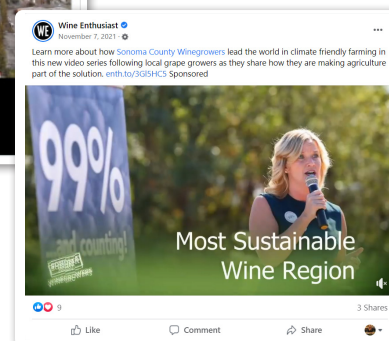 WE
Wine Enthusiast
November 7, 2021 ·
Learn more about how Sonoma County Winegrowers lead the world in climate friendly farming in
this new video series following local grape growers as they share how they are making agriculture
part of the solution. enth.to/3Gl5HC5 Sponsored
99%
...and counting!
WINEGROWERS
Most Sustainable
Wine Region
9
3 Shares
Like
Comment
Share